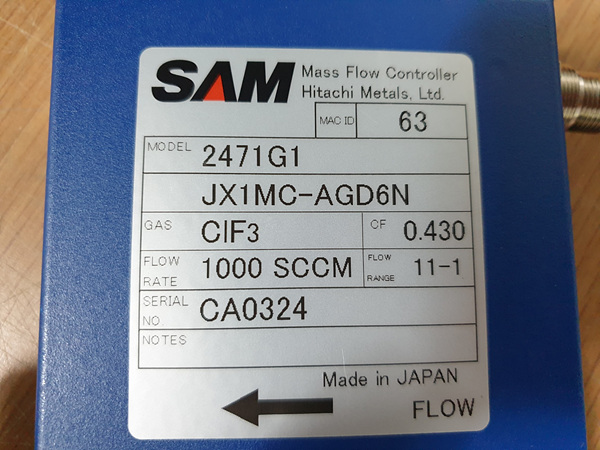 SAM Mass Flow Controller
Hitachi Metals, Ltd.
MAC ID 63
MODEL 2471G1
JX1MC-AGD6N
GAS ClF3 CF 0.430
FLOW RATE 1000 SCCM FLOW RANGE 11-1
SERIAL NO. CA0324
NOTES
Made in JAPAN
FLOW